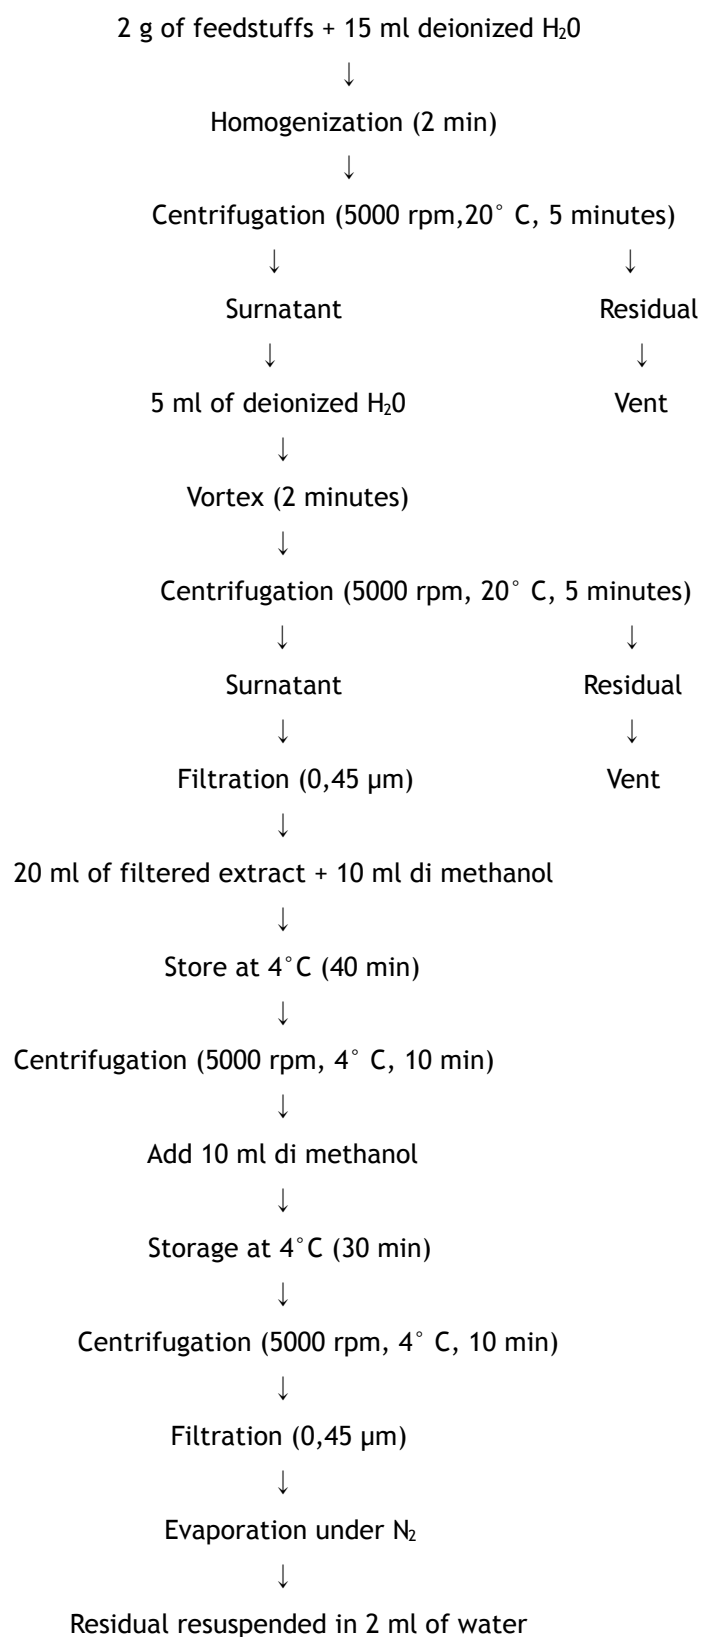 2 g of feedstuffs + 15 ml deionized H₂0
↓
Homogenization (2 min)
↓
Centrifugation (5000 rpm,20° C, 5 minutes)
↓ ↓
Surnatant Residual
↓ ↓
5 ml of deionized H₂0 Vent
↓
Vortex (2 minutes)
↓
Centrifugation (5000 rpm, 20° C, 5 minutes)
↓ ↓
Surnatant Residual
↓ ↓
Filtration (0,45 µm) Vent
↓
20 ml of filtered extract + 10 ml di methanol
↓
Store at 4°C (40 min)
↓
Centrifugation (5000 rpm, 4° C, 10 min)
↓
Add 10 ml di methanol
↓
Storage at 4°C (30 min)
↓
Centrifugation (5000 rpm, 4° C, 10 min)
↓
Filtration (0,45 µm)
↓
Evaporation under N₂
↓
Residual resuspended in 2 ml of water